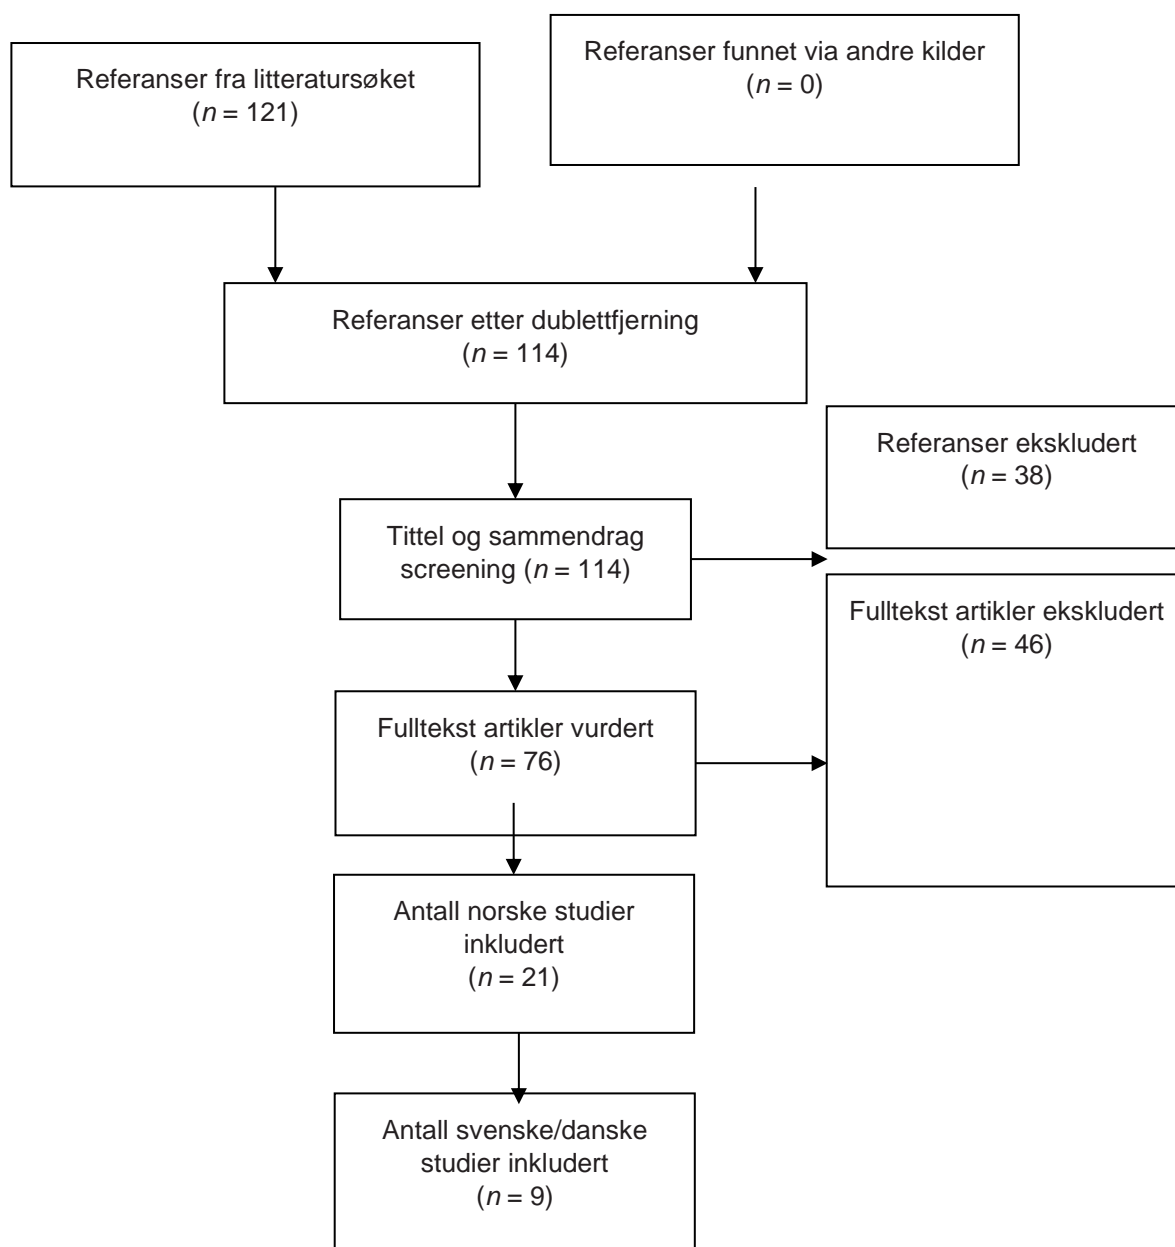 Referanser fra litteratursøket
(n = 121)
Referanser funnet via andre kilder
(n = 0)
Referanser etter dublettfjerning
(n = 114)
Referanser ekskludert
(n = 38)
Tittel og sammendrag
screening (n = 114)
Fulltekst artikler ekskludert
(n = 46)
Fulltekst artikler vurdert
(n = 76)
Antall norske studier
inkludert
(n = 21)
Antall svenske/danske
studier inkludert
(n = 9)